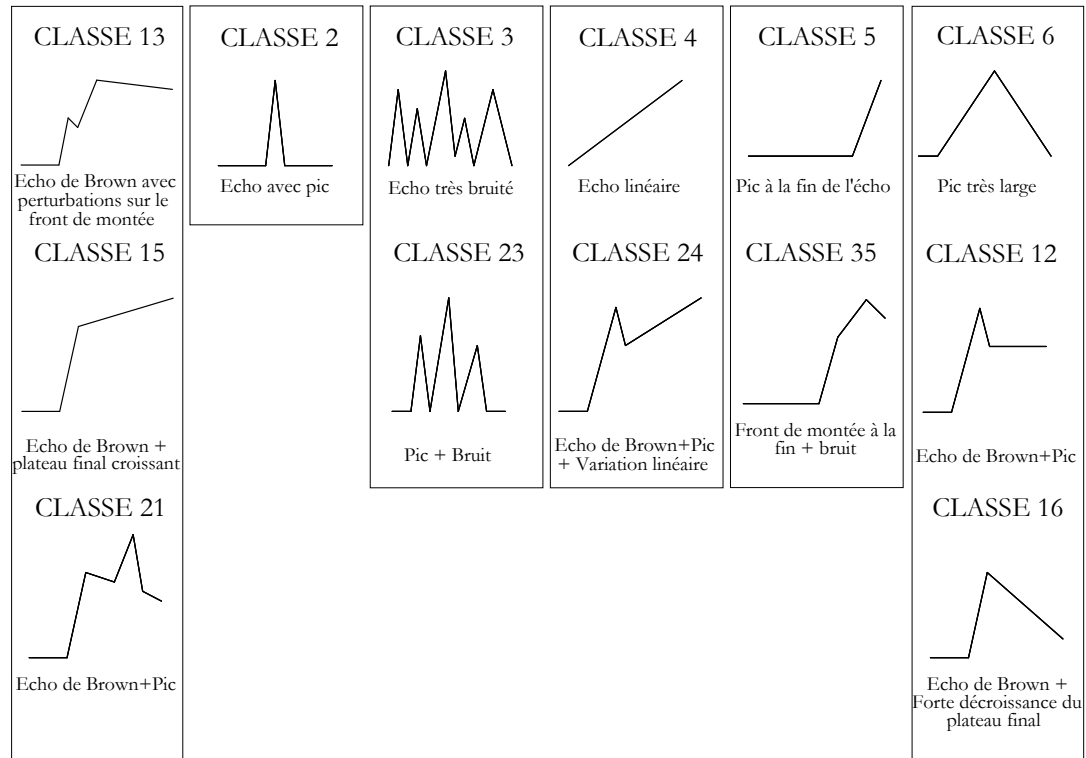 CLASSE 13
Echo de Brown avec
perturbations sur le
front de montée
CLASSE 15
Echo de Brown +
plateau final croissant
CLASSE 21
Echo de Brown+Pic
CLASSE 2
Echo avec pic
CLASSE 3
Echo très bruité
CLASSE 23
Pic + Bruit
CLASSE 4
Echo linéaire
CLASSE 24
Echo de Brown+Pic
+ Variation linéaire
CLASSE 5
Pic à la fin de l'écho
CLASSE 35
Front de montée à la
fin + bruit
CLASSE 6
Pic très large
CLASSE 12
Echo de Brown+Pic
CLASSE 16
Echo de Brown +
Forte décroissance du
plateau final